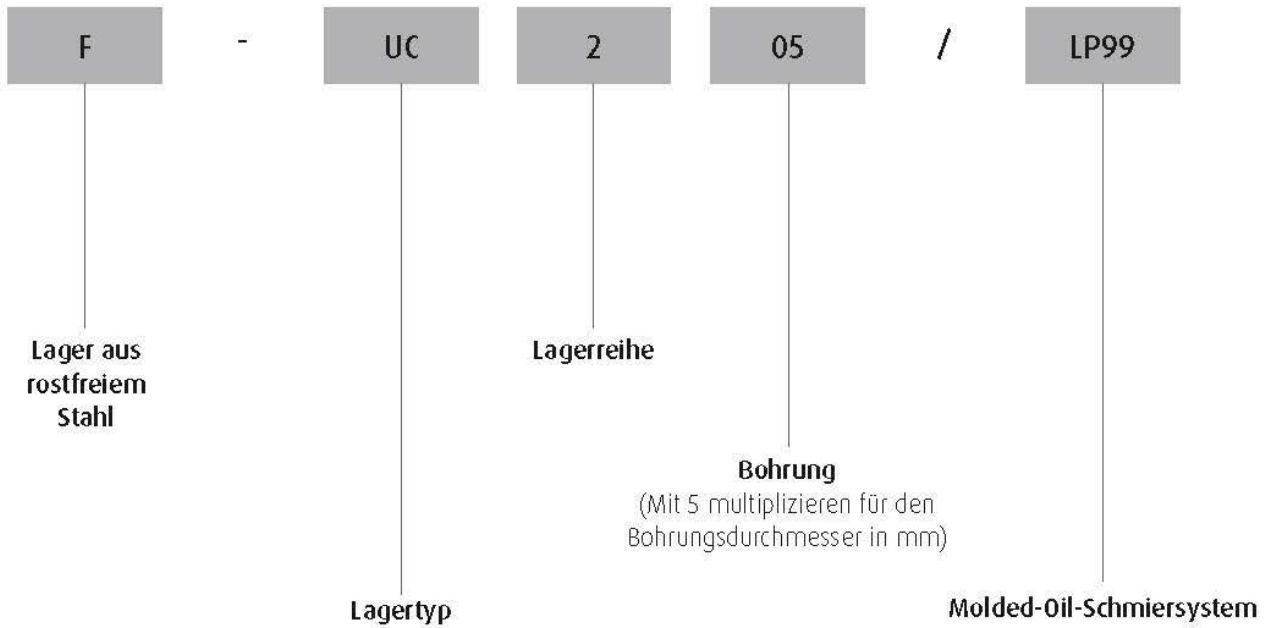 F - UC 2 05 / LP99
Lager aus
rostfreiem
Stahl
Lagerreihe
Bohrung
(Mit 5 multiplizieren für den
Bohrungsdurchmesser in mm)
Lagertyp
Molded-Oil-Schmiersystem